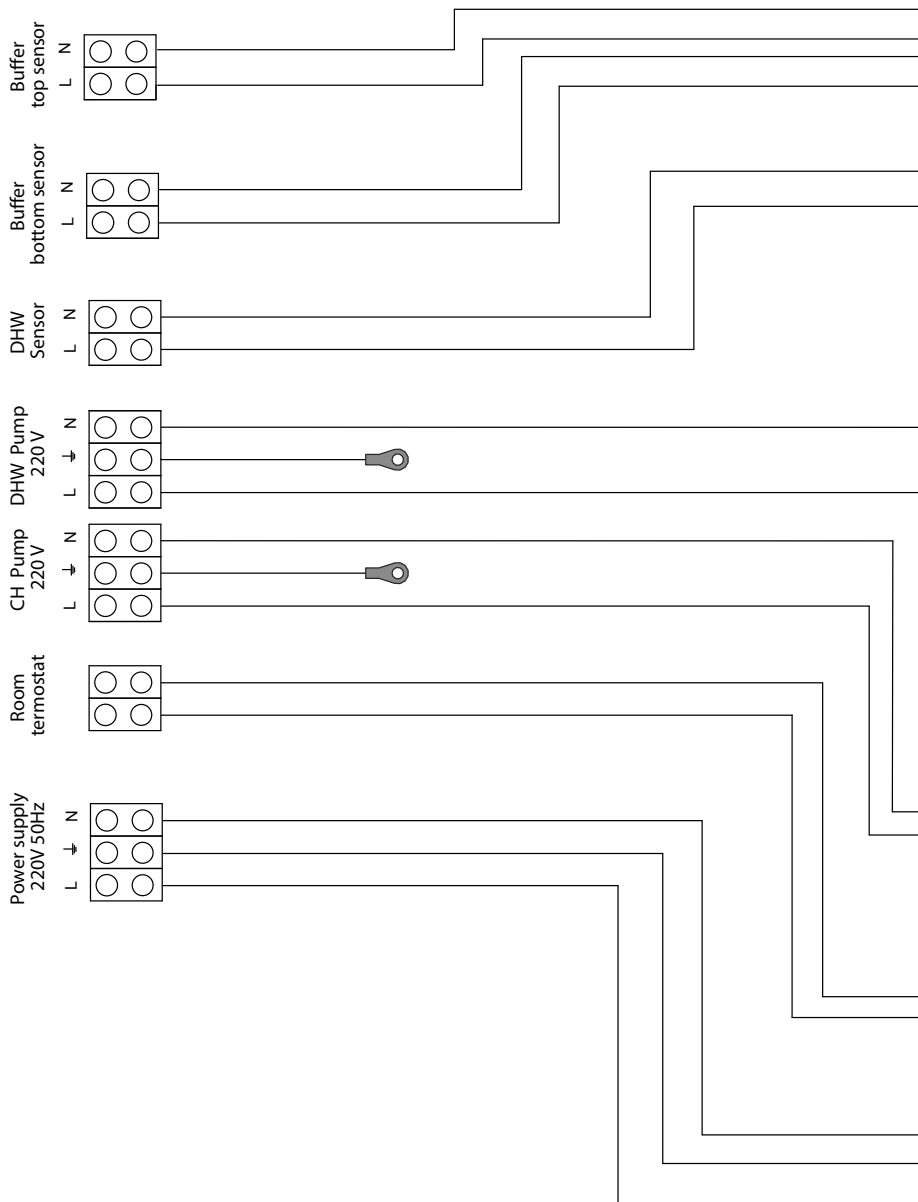 Buffer
top sensor
N
L
Buffer
bottom sensor
N
L
DHW
Sensor
N
L
DHW Pump
220 V
N
L
CH Pump
220 V
N
L
Room
termostat
Power supply
220V 50Hz
N
L